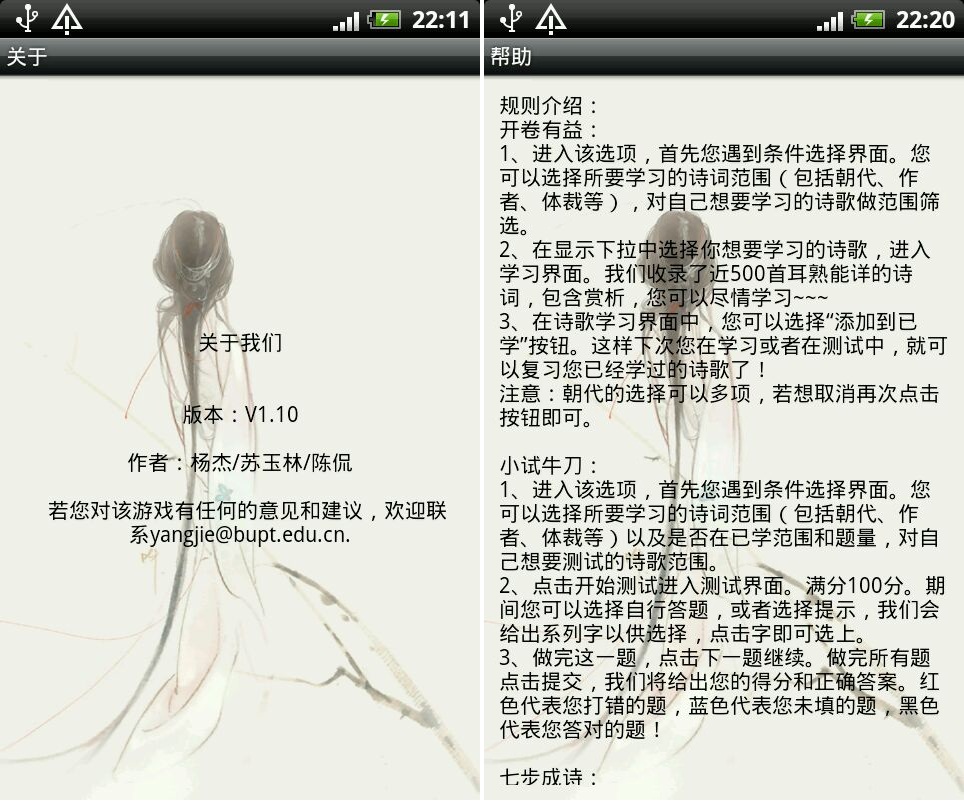 22:11
关于
关于我们
版本：V1.10
作者：杨杰/苏玉林/陈侃
若您对该游戏有任何的意见和建议，欢迎联
系yangjie@bupt.edu.cn.
22:20
帮助
规则介绍：
开卷有益：
1、进入该选项，首先您遇到条件选择界面。您
可以选择所要学习的诗词范围（包括朝代、作
者、体裁等），对自己想要学习的诗歌做范围筛
选。
2、在显示下拉中选择你想要学习的诗歌，进入
学习界面。我们收录了近500首耳熟能详的诗
词，包含赏析，您可以尽情学习~~~
3、在诗歌学习界面中，您可以选择“添加到已
学”按钮。这样下次您在学习或者在测试中，就可
以复习您已经学过的诗歌了！
注意：朝代的选择可以多项，若想取消再次点击
按钮即可。
小试牛刀：
1、进入该选项，首先您遇到条件选择界面。您
可以选择所要学习的诗词范围（包括朝代、作
者、体裁等）以及是否在已学范围和题量，对自
己想要测试的诗歌范围。
2、点击开始测试进入测试界面。满分100分。期
间您可以选择自行答题，或者选择提示，我们会
给出系列字以供选择，点击字即可选上。
3、做完这一题，点击下一题继续。做完所有题
点击提交，我们将给出您的得分和正确答案。红
色代表您打错的题，蓝色代表您未填的题，黑色
代表您答对的题！
七步成诗：